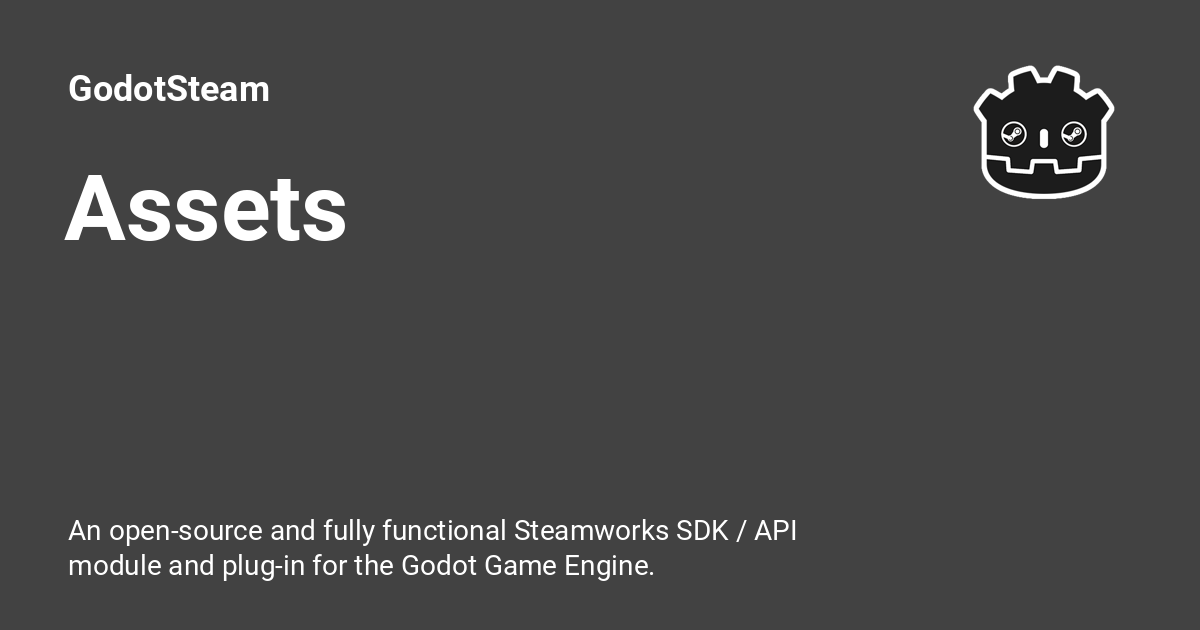 GodotSteam
Assets
An open-source and fully functional Steamworks SDK / API
module and plug-in for the Godot Game Engine.